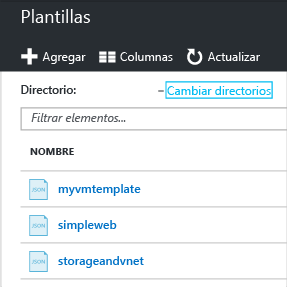 Plantillas
Agregar Columnas Actualizar
Directorio: – Cambiar directorios
Filtrar elementos...
NOMBRE
JSON myvmtemplate
JSON simpleweb
JSON storageandvnet